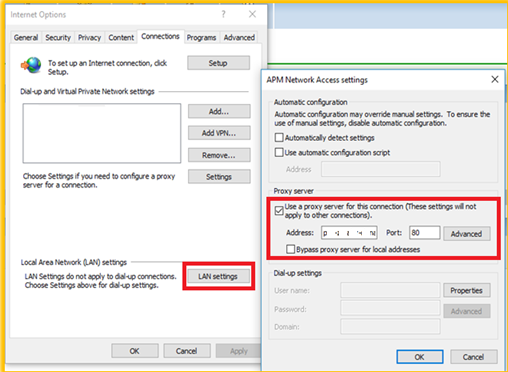 Internet Options
General Security Privacy Content Connections Programs Advanced
To set up an Internet connection, click
Setup.
Setup
Dial-up and Virtual Private Network settings
Add...
Add VPN...
Remove...
Choose Settings if you need to configure a proxy
server for a connection.
Settings
Local Area Network (LAN) settings
LAN Settings do not apply to dial-up connections.
Choose Settings above for dial-up settings.
LAN settings
OK Cancel Apply
APM Network Access settings
Automatic configuration
Automatic configuration may override manual settings. To ensure the
use of manual settings, disable automatic configuration.
Automatically detect settings
Use automatic configuration script
Address
Proxy server
Use a proxy server for this connection (These settings will not
apply to other connections).
Address: Port: 80 Advanced
Bypass proxy server for local addresses
Dial-up settings
User name: Properties
Password: Advanced
Domain:
OK Cancel